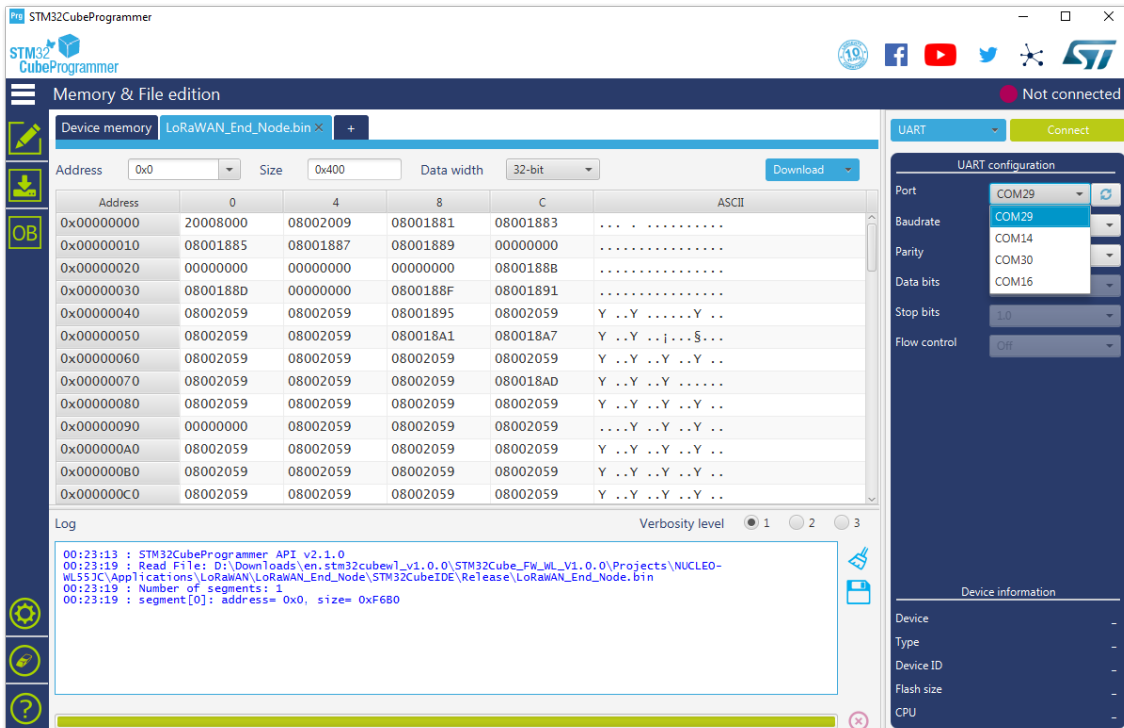 Prg STM32CubeProgrammer
STM32
CubeProgrammer
19
Memory & File edition
Not connected
Device memory LoRaWAN_End_Node.bin × +
UART Connect
Address 0x0 Size 0x400 Data width 32-bit Download
UART configuration
Port COM29
COM29
COM14
COM30
COM16
Baudrate
Parity
Data bits
Stop bits 1.0
Flow control Off
OB
Address 0 4 8 C ASCII
0x00000000 20008000 08002009 08001881 08001883 ... . ..........
0x00000010 08001885 08001887 08001889 00000000 ................
0x00000020 00000000 00000000 00000000 0800188B ................
0x00000030 0800188D 00000000 0800188F 08001891 ................
0x00000040 08002059 08002059 08001895 08002059 Y ..Y ......Y ..
0x00000050 08002059 08002059 080018A1 080018A7 Y ..Y ..¡...§...
0x00000060 08002059 08002059 08002059 08002059 Y ..Y ..Y ..Y ..
0x00000070 08002059 08002059 08002059 080018AD Y ..Y ..Y ......
0x00000080 08002059 08002059 08002059 08002059 Y ..Y ..Y ..Y ..
0x00000090 00000000 08002059 08002059 08002059 ....Y ..Y ..Y ..
0x000000A0 08002059 08002059 08002059 08002059 Y ..Y ..Y ..Y ..
0x000000B0 08002059 08002059 08002059 08002059 Y ..Y ..Y ..Y ..
0x000000C0 08002059 08002059 08002059 08002059 Y ..Y ..Y ..Y ..
Log Verbosity level 1 2 3
00:23:13 : STM32CubeProgrammer API v2.1.0
00:23:19 : Read File: D:\Downloads\en.stm32cubewl_v1.0.0\STM32Cube_FW_WL_V1.0.0\Projects\NUCLEO-
WL55JC\Applications\LoRaWAN\LoRaWAN_End_Node\STM32CubeIDE\Release\LoRaWAN_End_Node.bin
00:23:19 : Number of segments: 1
00:23:19 : segment[0]: address= 0x0, size= 0xF6B0
Device information
Device -
Type -
Device ID -
Flash size -
CPU -